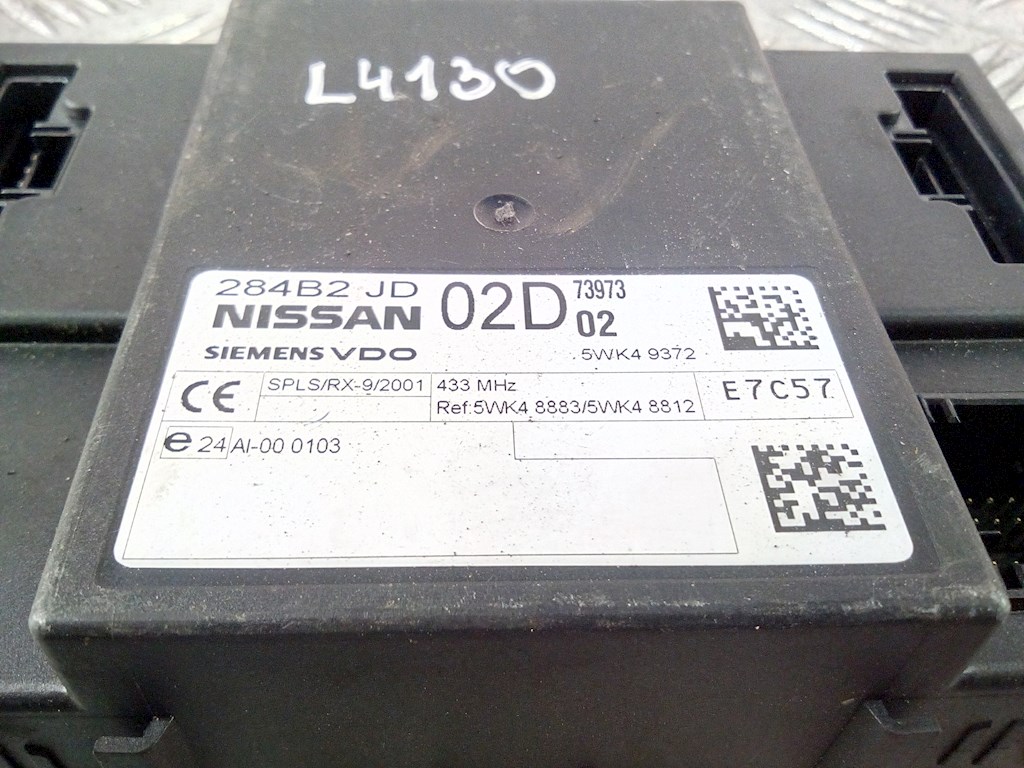 L4130
284B2 JD 02D 73973
NISSAN 02
SIEMENS VDO 5WK4 9372
CE SPLS/RX-9/2001 433 MHz E7C57
Ref:5WK4 8883/5WK4 8812
e 24 AI-00 0103